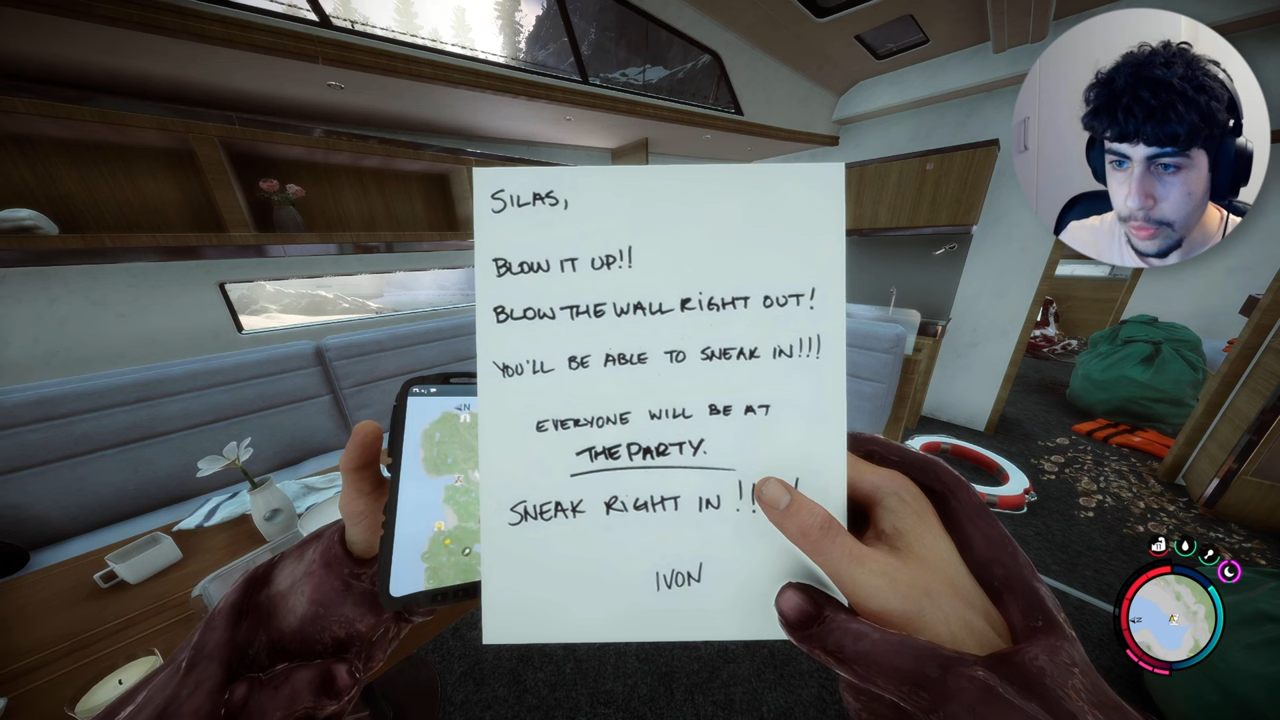 SILAS,
BLOW IT UP!!
BLOW THE WALL RIGHT OUT!
YOU'LL BE ABLE TO SNEAK IN!!!
EVERYONE WILL BE AT
THE PARTY.
SNEAK RIGHT IN !!!
IVON
N
N